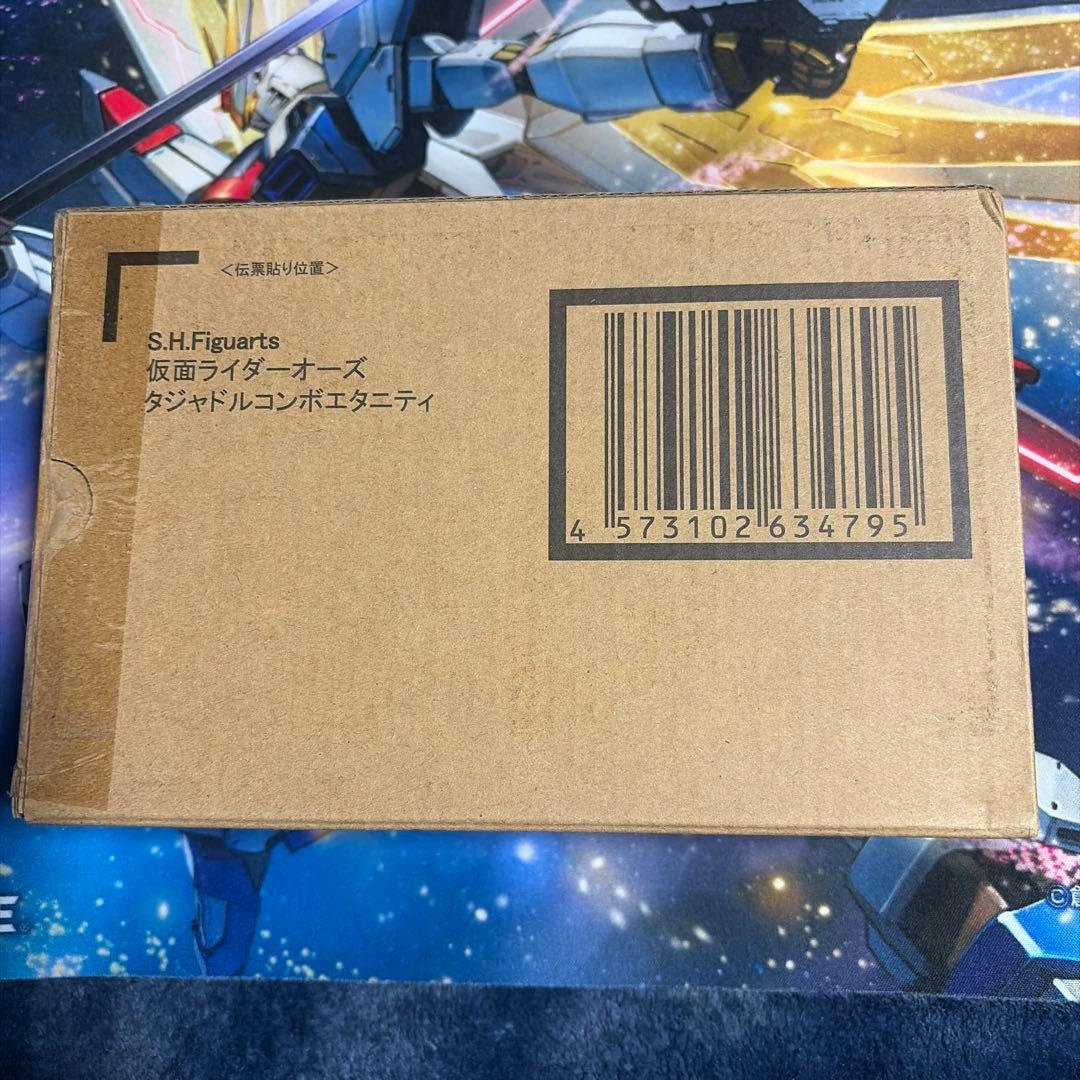 <伝票貼り位置>
S.H.Figuarts
仮面ライダーオーズ
タジャドルコンボエタニティ
4 573102 634795
E
©創